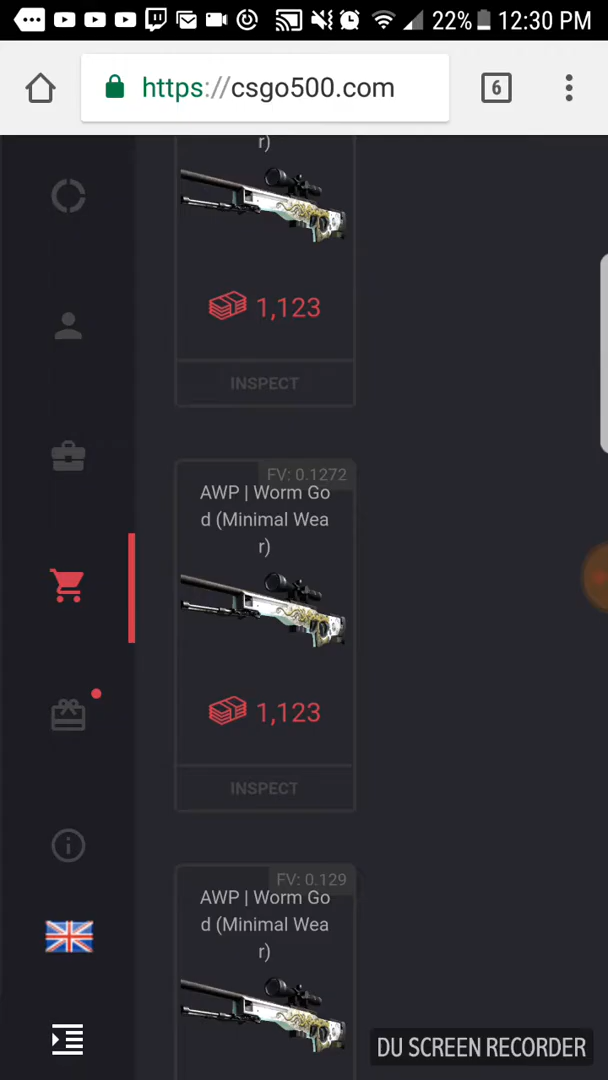 22% 12:30 PM
https://csgo500.com 6
r)
1,123
INSPECT
FV: 0.1272
AWP | Worm Go
d (Minimal Wea
r)
1,123
INSPECT
FV: 0.129
AWP | Worm Go
d (Minimal Wea
r)
DU SCREEN RECORDER